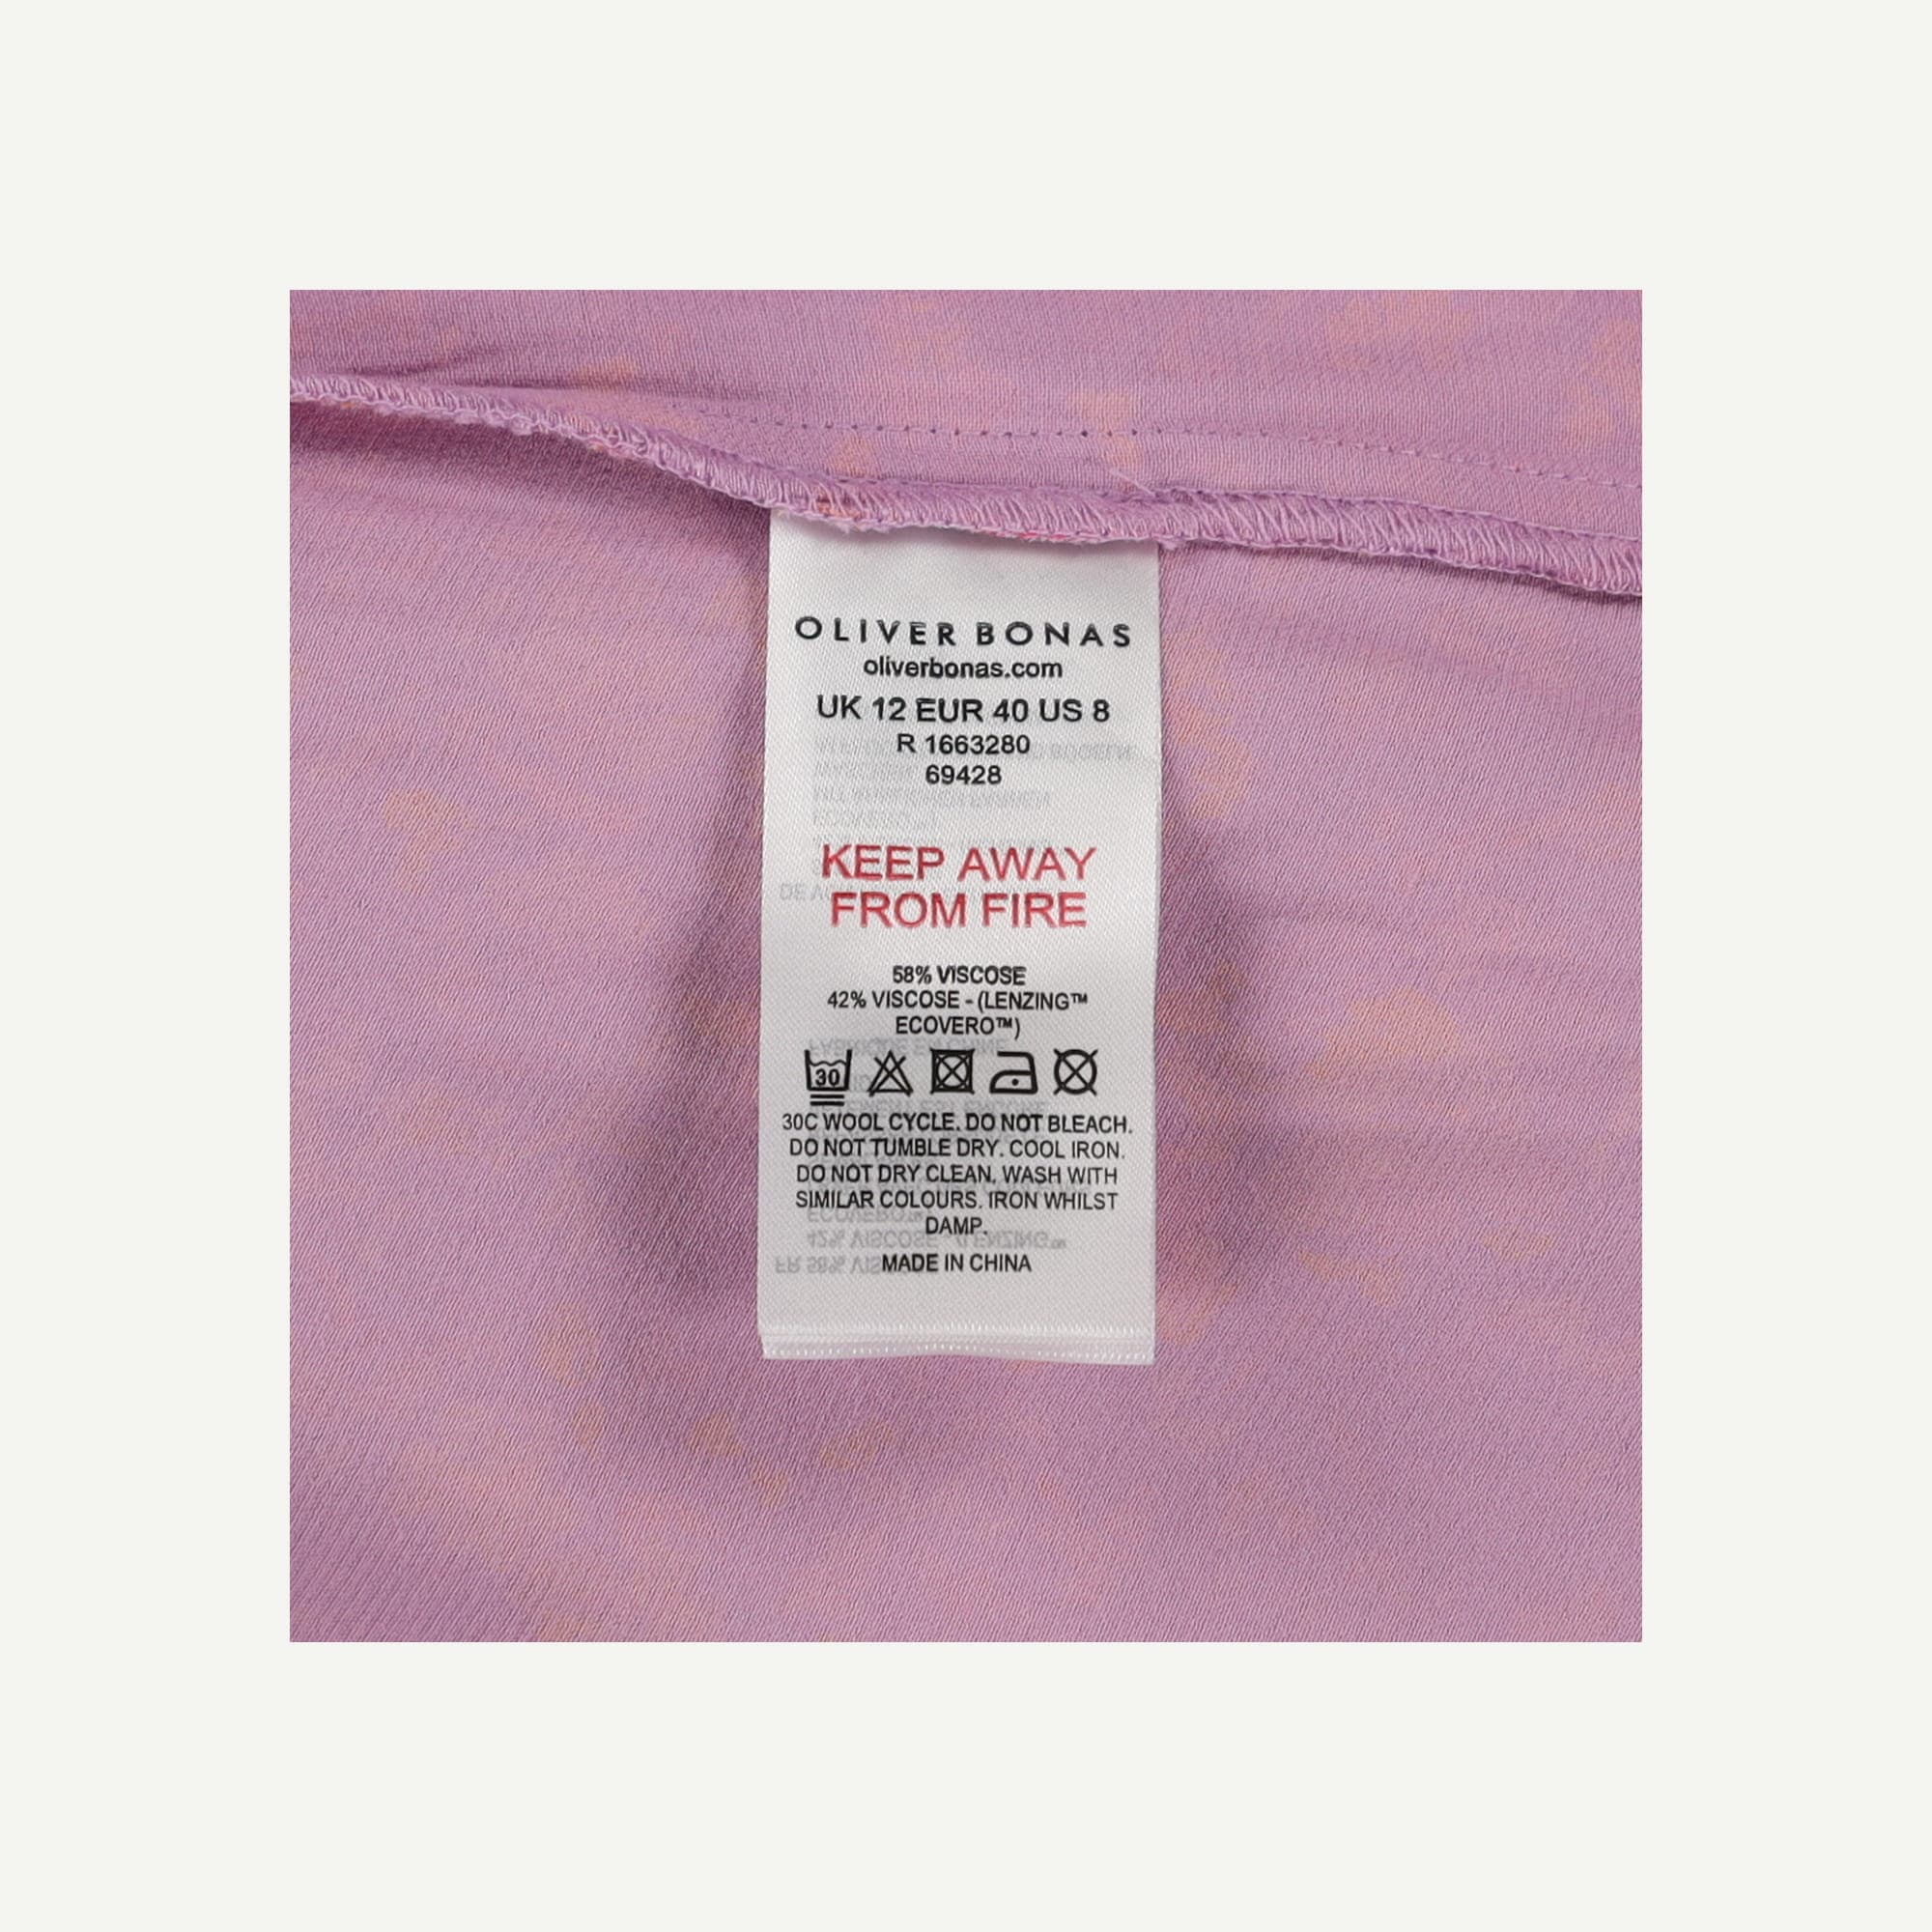 OLIVER BONAS
oliverbonas.com
UK 12 EUR 40 US 8
R 1663280
69428
KEEP AWAY
FROM FIRE
58% VISCOSE
42% VISCOSE - (LENZING™
ECOVERO™)
30
30C WOOL CYCLE. DO NOT BLEACH.
DO NOT TUMBLE DRY. COOL IRON.
DO NOT DRY CLEAN. WASH WITH
SIMILAR COLOURS. IRON WHILST
DAMP.
MADE IN CHINA